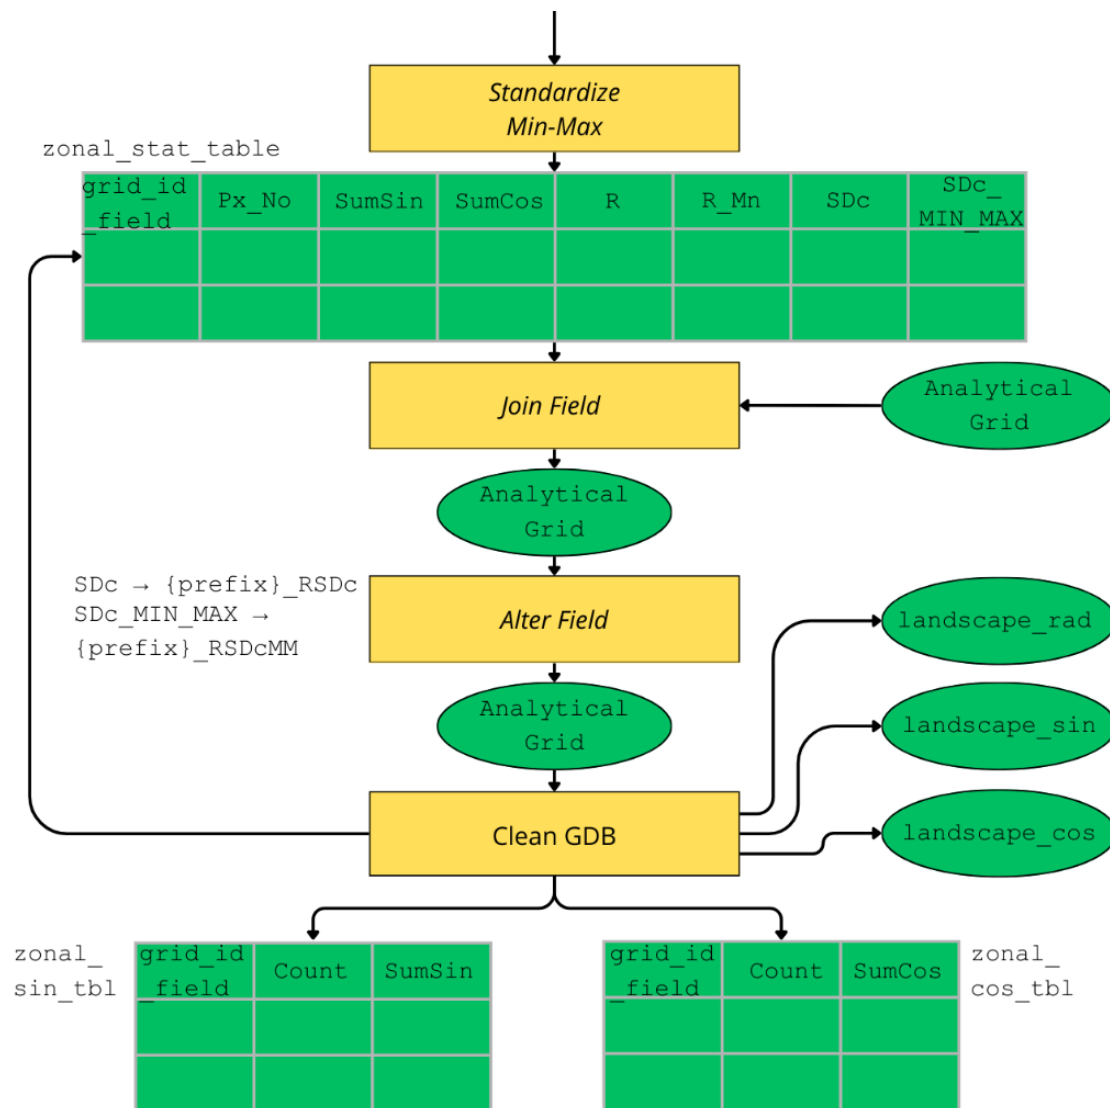 Standardize
Min-Max
zonal_stat_table
grid_id
_field
Px_No
SumSin
SumCos
R
R_Mn
SDc
SDc_
MIN_MAX
Join Field
Analytical
Grid
Analytical
Grid
SDc → {prefix}_RSDc
SDc_MIN_MAX →
{prefix}_RSDcMM
Alter Field
landscape_rad
Analytical
Grid
landscape_sin
Clean GDB
landscape_cos
zonal_
sin_tbl
grid_id
_field
Count
SumSin
grid_id
_field
Count
SumCos
zonal_
cos_tbl